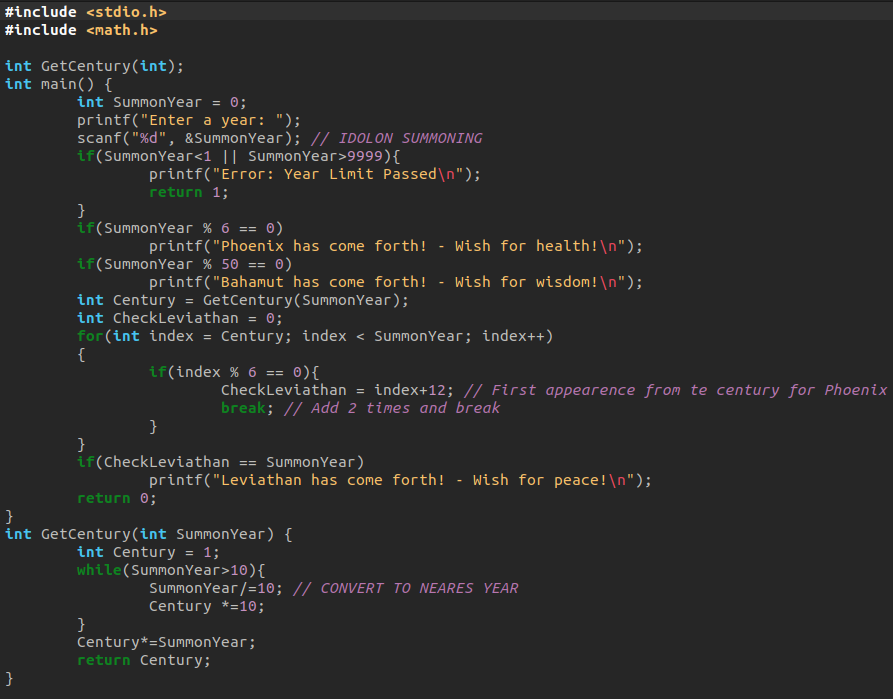 #include <stdio.h>
#include <math.h>

int GetCentury(int);
int main() {
        int SummonYear = 0;
        printf("Enter a year: ");
        scanf("%d", &SummonYear); // IDOLON SUMMONING
        if(SummonYear<1 || SummonYear>9999){
                printf("Error: Year Limit Passed\n");
                return 1;
        }
        if(SummonYear % 6 == 0)
                printf("Phoenix has come forth! - Wish for health!\n");
        if(SummonYear % 50 == 0)
                printf("Bahamut has come forth! - Wish for wisdom!\n");
        int Century = GetCentury(SummonYear);
        int CheckLeviathan = 0;
        for(int index = Century; index < SummonYear; index++)
        {
                if(index % 6 == 0){
                        CheckLeviathan = index+12; // First appearence from te century for Phoenix
                        break; // Add 2 times and break
                }
        }
        if(CheckLeviathan == SummonYear)
                printf("Leviathan has come forth! - Wish for peace!\n");
        return 0;
}
int GetCentury(int SummonYear) {
        int Century = 1;
        while(SummonYear>10){
                SummonYear/=10; // CONVERT TO NEARES YEAR
                Century *=10;
        }
        Century*=SummonYear;
        return Century;
}